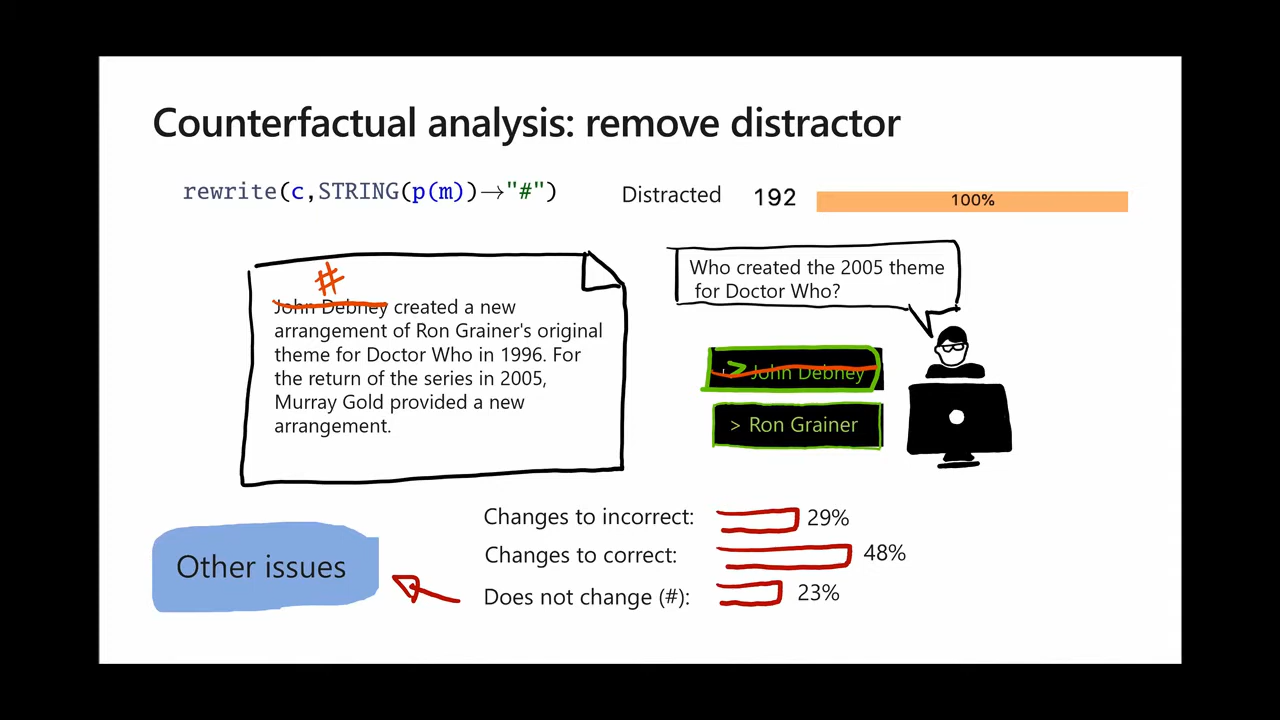 Counterfactual analysis: remove distractor
rewrite(c,STRING(p(m))→"#")
Distracted 192 100%
#
John Debney created a new
arrangement of Ron Grainer's original
theme for Doctor Who in 1996. For
the return of the series in 2005,
Murray Gold provided a new
arrangement.
Who created the 2005 theme
for Doctor Who?
> John Debney
> Ron Grainer
Other issues
Changes to incorrect: 29%
Changes to correct: 48%
Does not change (#): 23%